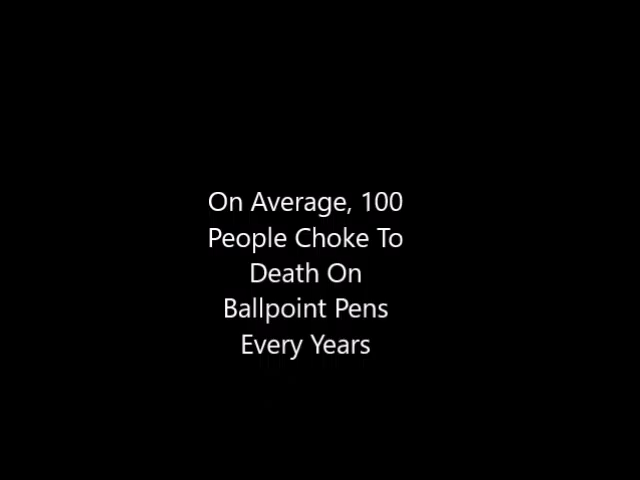 On Average, 100
People Choke To
Death On
Ballpoint Pens
Every Years